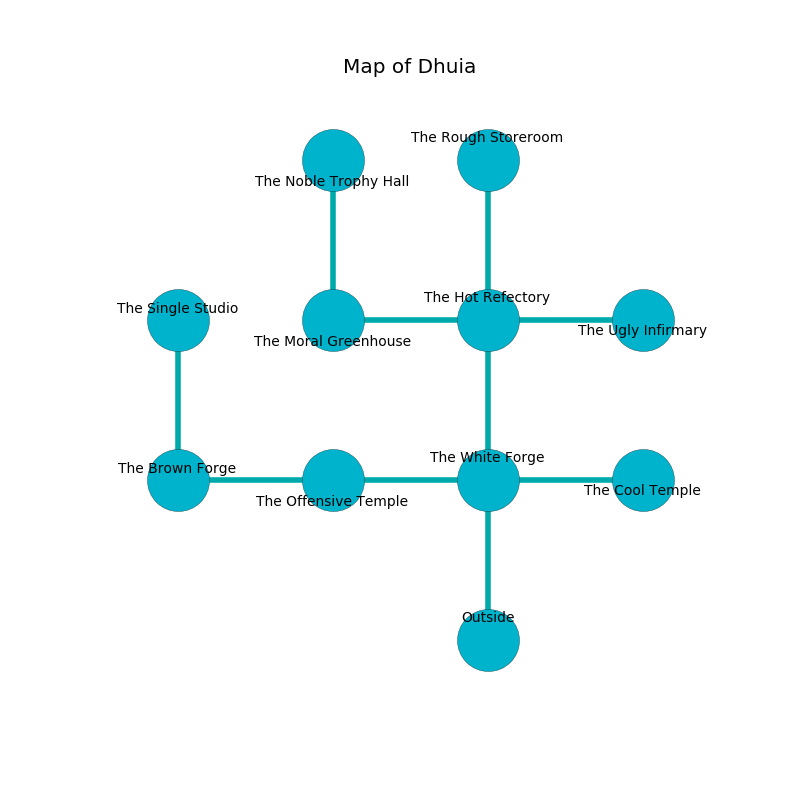 Map of Dhuia
The Rough Storeroom
The Noble Trophy Hall
The Hot Refectory
The Single Studio
The Ugly Infirmary
The Moral Greenhouse
The White Forge
The Brown Forge
The Cool Temple
The Offensive Temple
Outside